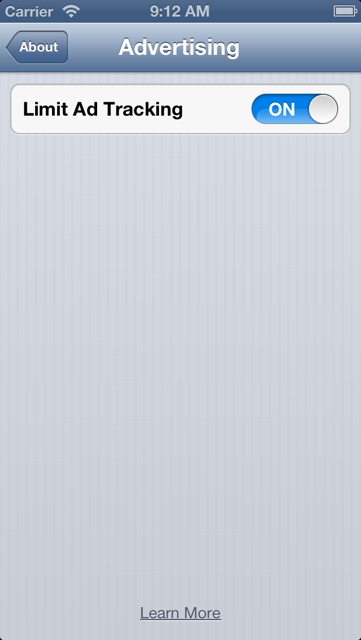 Carrier 9:12 AM
About Advertising
Limit Ad Tracking ON
Learn More